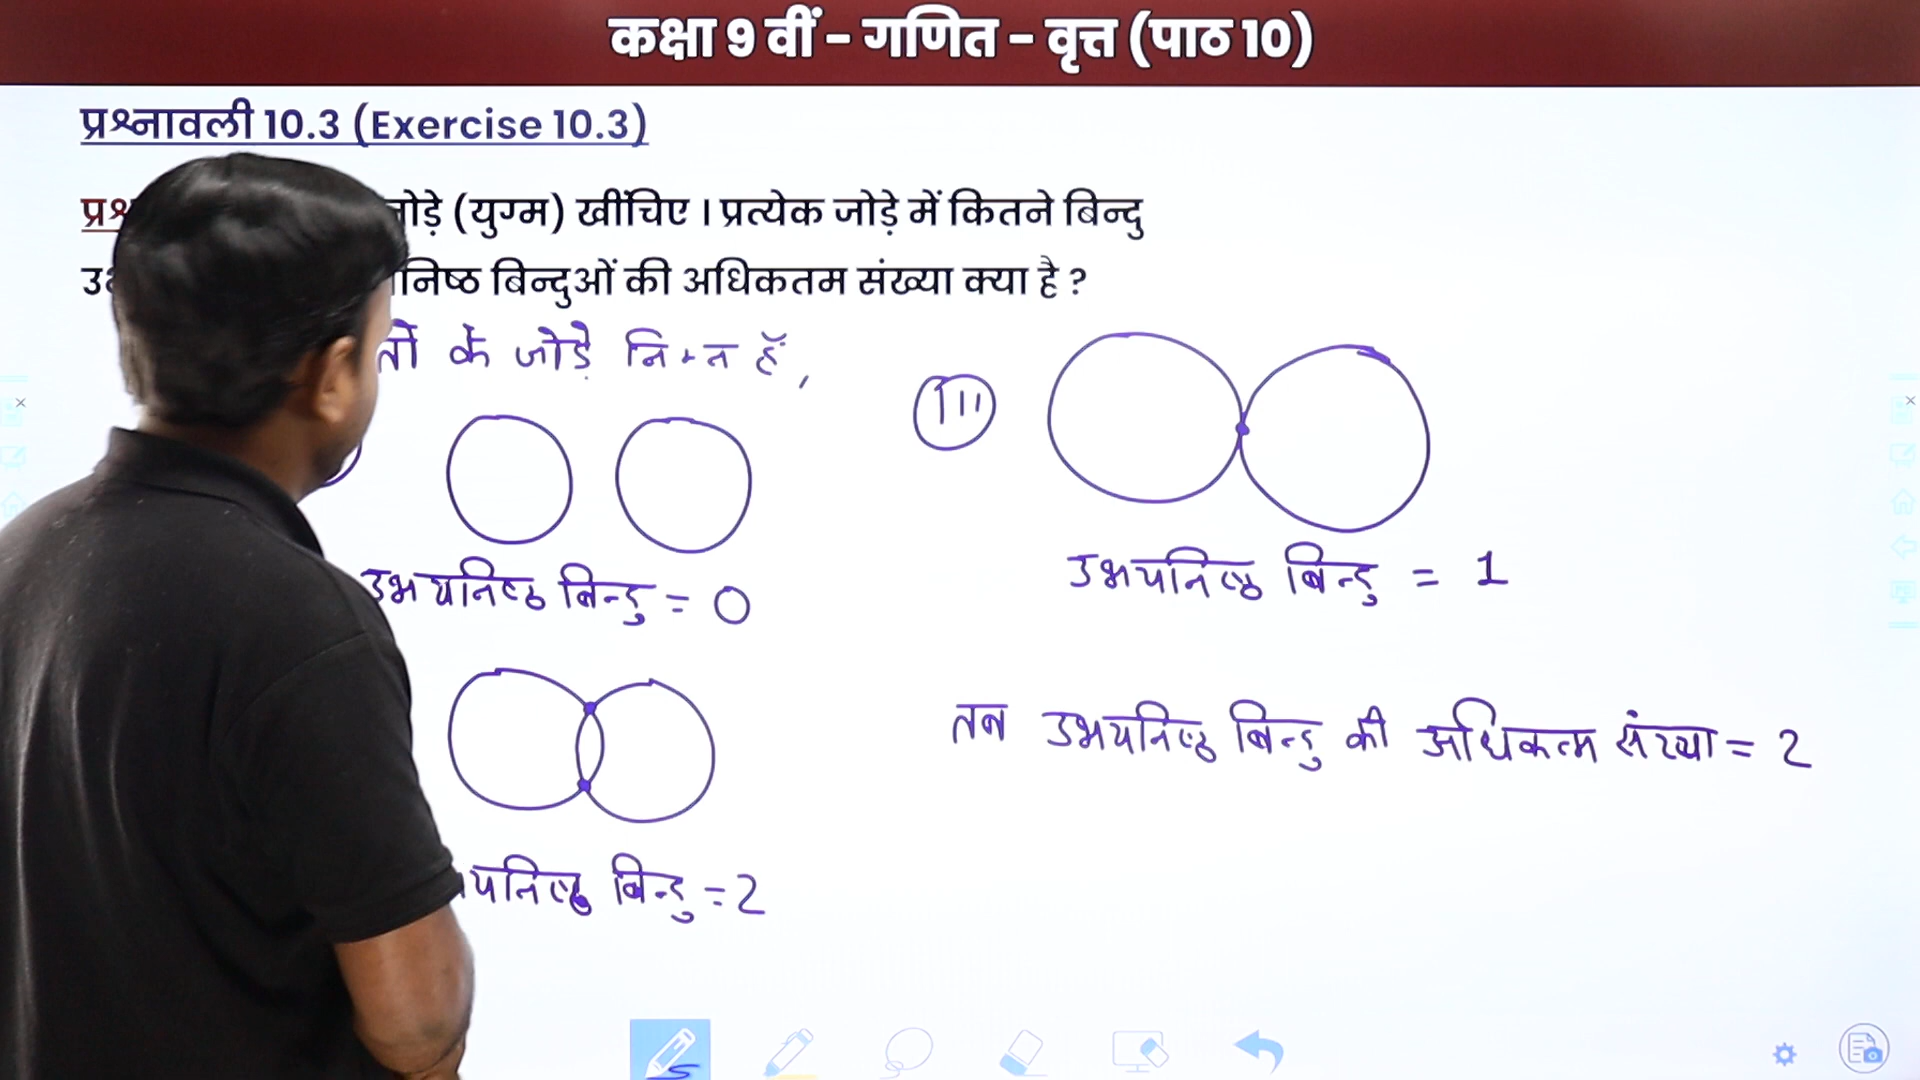 कक्षा 9 वीं - गणित - वृत्त (पाठ 10)
प्रश्नावली 10.3 (Exercise 10.3)
जोड़े (युग्म) खींचिए । प्रत्येक जोड़े में कितने बिन्दु
निष्ठ बिन्दुओं की अधिकतम संख्या क्या है ?
तों के जोड़े निम्न हैं,
उभयनिष्ठ बिन्दु = 0
यनिष्ठ बिन्दु = 2
III
उभयनिष्ठ बिन्दु = 1
तब उभयनिष्ठ बिन्दु की अधिकतम संख्या = 2